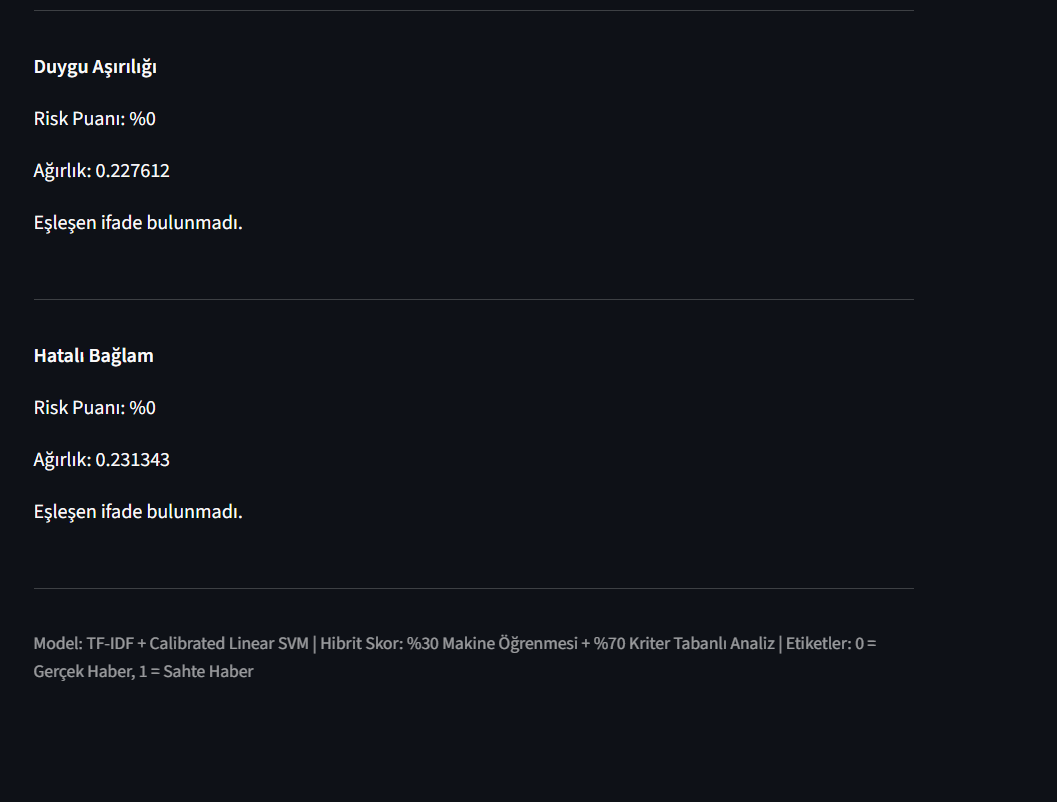 Duygu Aşırılığı
Risk Puanı: %0
Ağırlık: 0.227612
Eşleşen ifade bulunmadı.
Hatalı Bağlam
Risk Puanı: %0
Ağırlık: 0.231343
Eşleşen ifade bulunmadı.
Model: TF-IDF + Calibrated Linear SVM | Hibrit Skor: %30 Makine Öğrenmesi + %70 Kriter Tabanlı Analiz | Etiketler: 0 =
Gerçek Haber, 1 = Sahte Haber